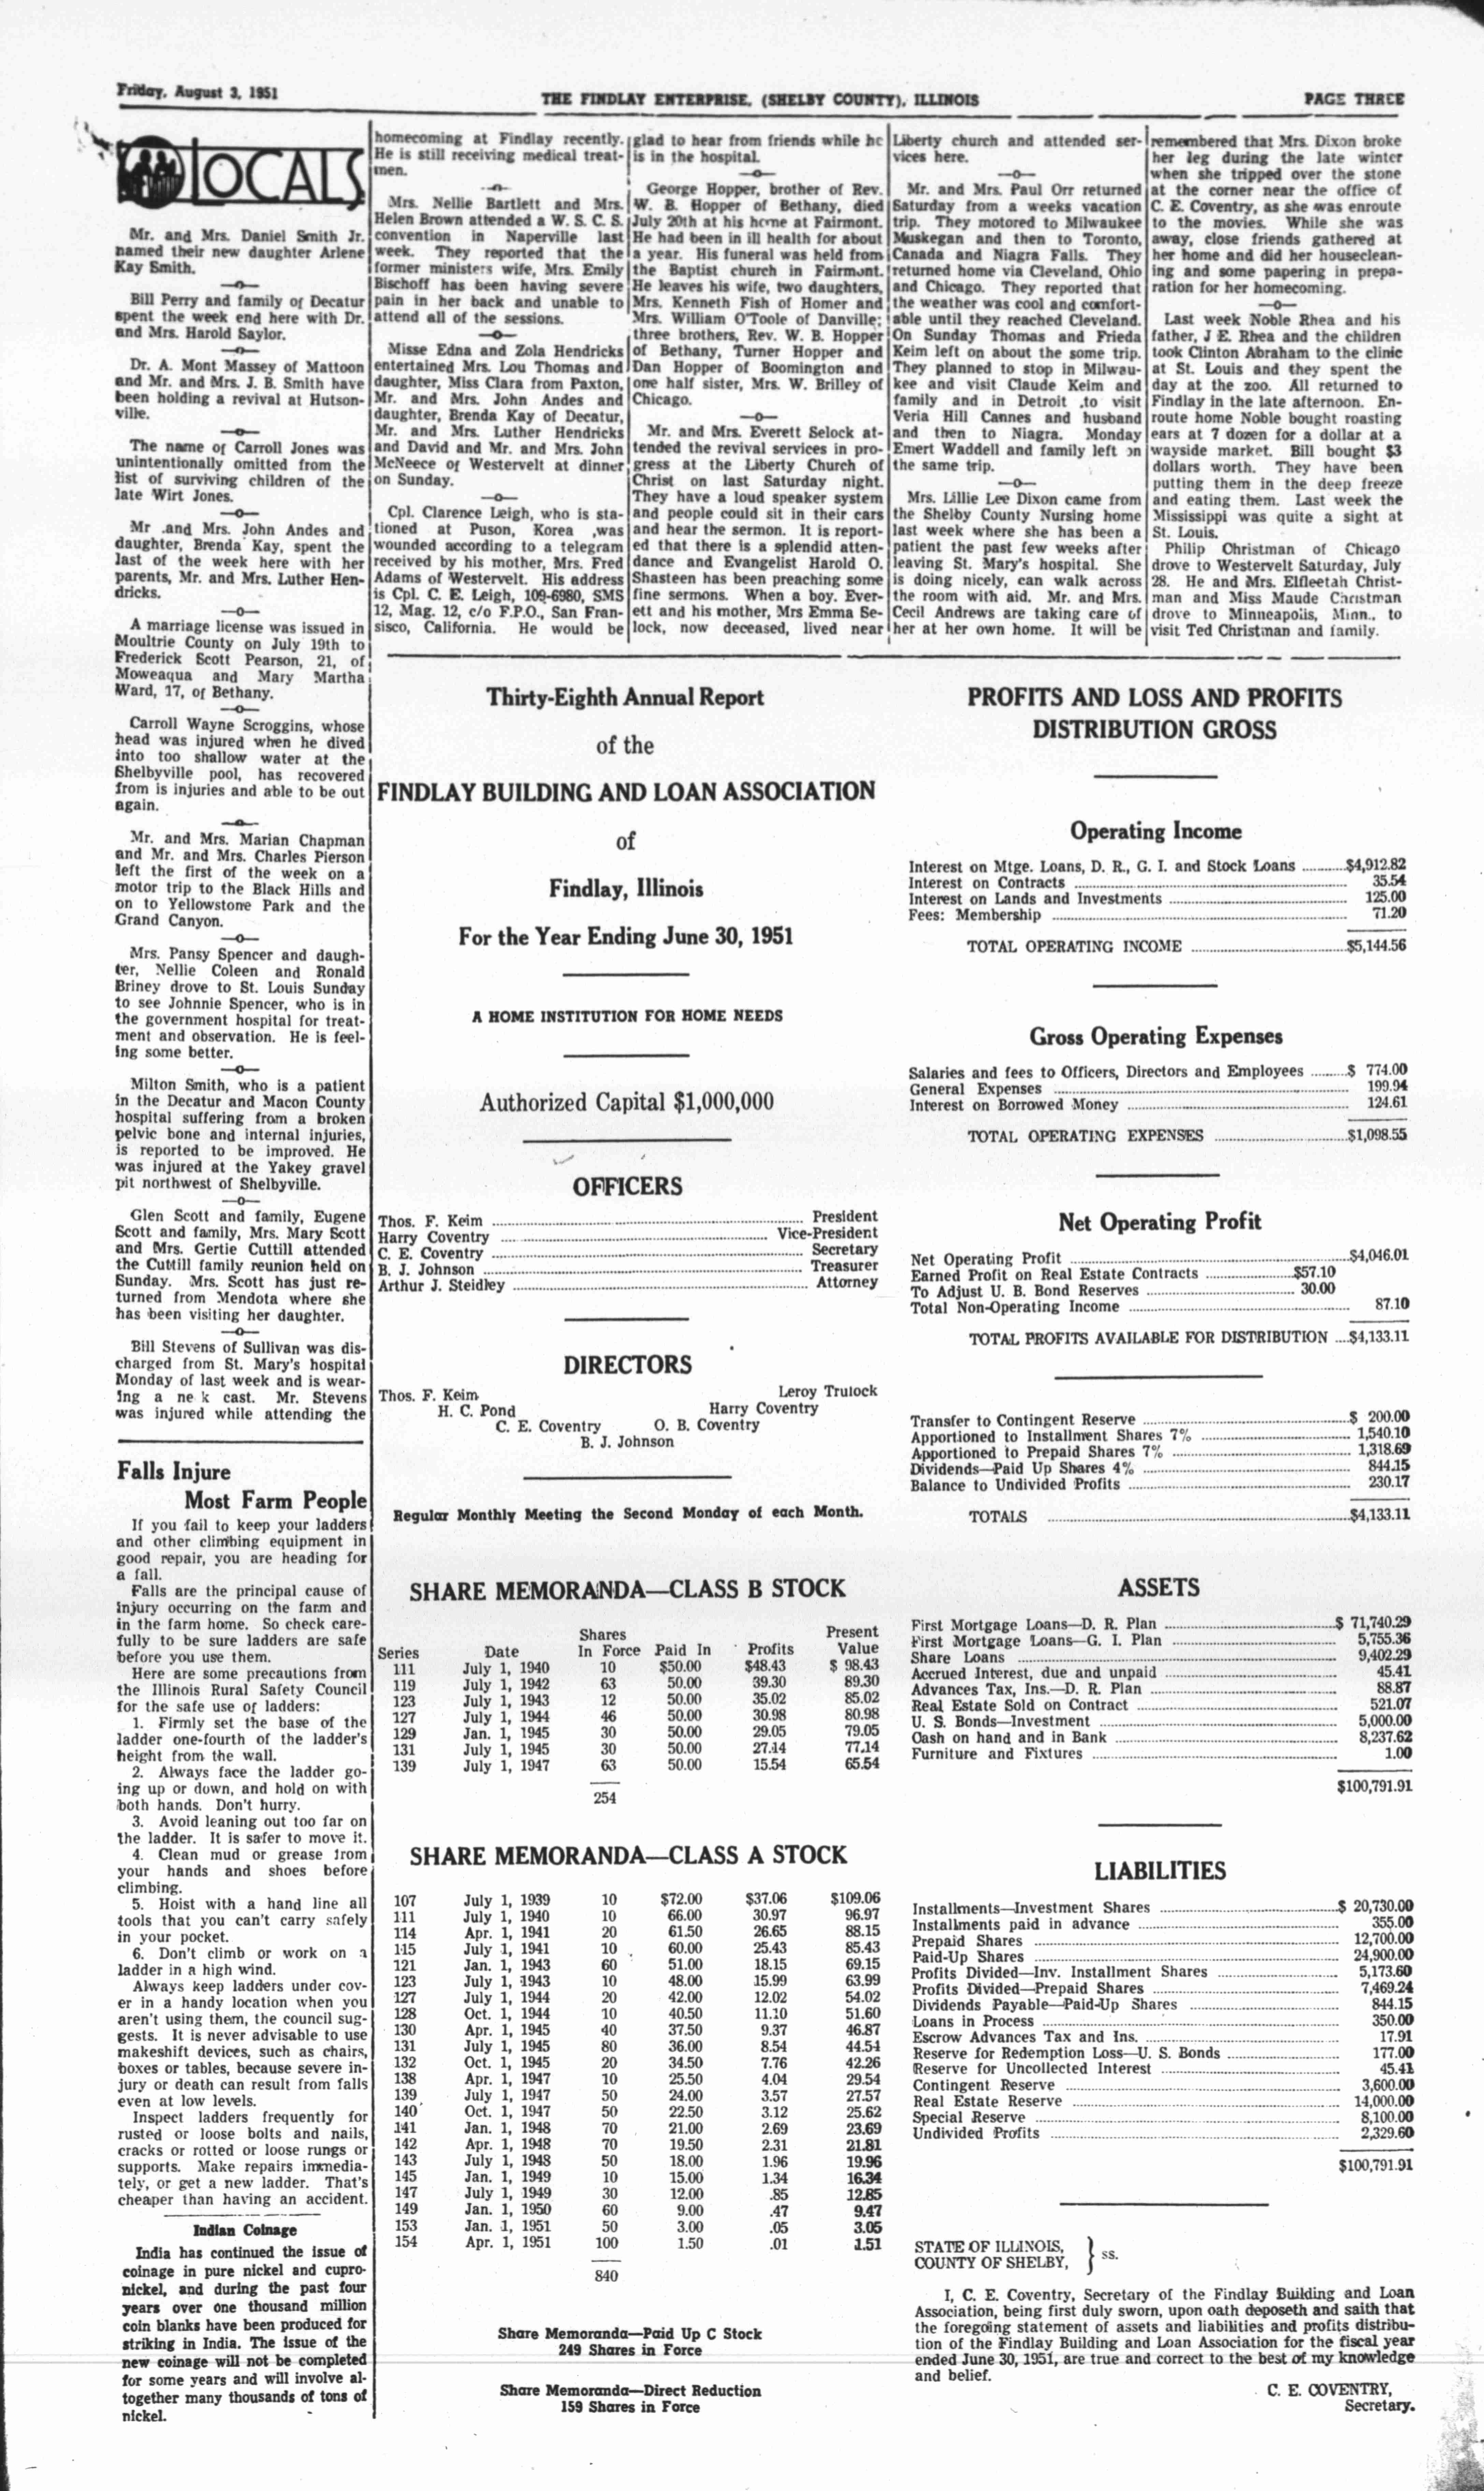 Friday, August 3, 1951
THE FINDLAY ENTERPRISE, (SHELBY COUNTY), ILLINOIS
PAGE THREE
LOCALS
Mr. and Mrs. Daniel Smith Jr.
named their new daughter Arlene
Kay Smith.
—o—
Bill Perry and family of Decatur
spent the week end here with Dr.
and Mrs. Harold Saylor.
—o—
Dr. A. Mont Massey of Mattoon
and Mr. and Mrs. J. B. Smith have
been holding a revival at Hutson-
ville.
—o—
The name of Carroll Jones was
unintentionally omitted from the
list of surviving children of the
late Wirt Jones.
—o—
Mr .and Mrs. John Andes and
daughter, Brenda Kay, spent the
last of the week here with her
parents, Mr. and Mrs. Luther Hen-
dricks.
—o—
A marriage license was issued in
Moultrie County on July 19th to
Frederick Scott Pearson, 21, of
Moweaqua and Mary Martha
Ward, 17, of Bethany.
—o—
Carroll Wayne Scroggins, whose
head was injured when he dived
into too shallow water at the
Shelbyville pool, has recovered
from is injuries and able to be out
again.
—o—
Mr. and Mrs. Marian Chapman
and Mr. and Mrs. Charles Pierson
left the first of the week on a
motor trip to the Black Hills and
on to Yellowstone Park and the
Grand Canyon.
—o—
Mrs. Pansy Spencer and daugh-
ter, Nellie Coleen and Ronald
Briney drove to St. Louis Sunday
to see Johnnie Spencer, who is in
the government hospital for treat-
ment and observation. He is feel-
ing some better.
—o—
Milton Smith, who is a patient
in the Decatur and Macon County
hospital suffering from a broken
pelvic bone and internal injuries,
is reported to be improved. He
was injured at the Yakey gravel
pit northwest of Shelbyville.
—o—
Glen Scott and family, Eugene
Scott and family, Mrs. Mary Scott
and Mrs. Gertie Cuttill attended
the Cuttill family reunion held on
Sunday. Mrs. Scott has just re-
turned from Mendota where she
has been visiting her daughter.
—o—
Bill Stevens of Sullivan was dis-
charged from St. Mary's hospital
Monday of last week and is wear-
ing a ne k cast. Mr. Stevens
was injured while attending the
homecoming at Findlay recently.
He is still receiving medical treat-
men.
—o—
Mrs. Nellie Bartlett and Mrs.
Helen Brown attended a W. S. C. S.
convention in Naperville last
week. They reported that the
former ministers wife, Mrs. Emily
Bischoff has been having severe
pain in her back and unable to
attend all of the sessions.
—o—
Misse Edna and Zola Hendricks
entertained Mrs. Lou Thomas and
daughter, Miss Clara from Paxton,
Mr. and Mrs. John Andes and
daughter, Brenda Kay of Decatur,
Mr. and Mrs. Luther Hendricks
and David and Mr. and Mrs. John
McNeece of Westervelt at dinner
on Sunday.
—o—
Cpl. Clarence Leigh, who is sta-
tioned at Puson, Korea ,was
wounded according to a telegram
received by his mother, Mrs. Fred
Adams of Westervelt. His address
is Cpl. C. E. Leigh, 109-6980, SMS
12, Mag. 12, c/o F.P.O., San Fran-
sisco, California. He would be
glad to hear from friends while he
is in the hospital.
—o—
George Hopper, brother of Rev.
W. B. Hopper of Bethany, died
July 20th at his home at Fairmont.
He had been in ill health for about
a year. His funeral was held from
the Baptist church in Fairmont.
He leaves his wife, two daughters,
Mrs. Kenneth Fish of Homer and
Mrs. William O'Toole of Danville;
three brothers, Rev. W. B. Hopper
of Bethany, Turner Hopper and
Dan Hopper of Boomington and
one half sister, Mrs. W. Brilley of
Chicago.
—o—
Mr. and Mrs. Everett Selock at-
tended the revival services in pro-
gress at the Liberty Church of
Christ on last Saturday night.
They have a loud speaker system
and people could sit in their cars
and hear the sermon. It is report-
ed that there is a splendid atten-
dance and Evangelist Harold O.
Shasteen has been preaching some
fine sermons. When a boy. Ever-
ett and his mother, Mrs Emma Se-
lock, now deceased, lived near
Liberty church and attended ser-
vices here.
—o—
Mr. and Mrs. Paul Orr returned
Saturday from a weeks vacation
trip. They motored to Milwaukee
Muskegan and then to Toronto,
Canada and Niagra Falls. They
returned home via Cleveland, Ohio
and Chicago. They reported that
the weather was cool and comfort-
able until they reached Cleveland.
On Sunday Thomas and Frieda
Keim left on about the some trip.
They planned to stop in Milwau-
kee and visit Claude Keim and
family and in Detroit ,to visit
Veria Hill Cannes and husband
and then to Niagra. Monday
Emert Waddell and family left on
the same trip.
—o—
Mrs. Lillie Lee Dixon came from
the Shelby County Nursing home
last week where she has been a
patient the past few weeks after
leaving St. Mary's hospital. She
is doing nicely, can walk across
the room with aid. Mr. and Mrs.
Cecil Andrews are taking care of
her at her own home. It will be
remembered that Mrs. Dixon broke
her leg during the late winter
when she tripped over the stone
at the corner near the office of
C. E. Coventry, as she was enroute
to the movies. While she was
away, close friends gathered at
her home and did her houseclean-
ing and some papering in prepa-
ration for her homecoming.
—o—
Last week Noble Rhea and his
father, J E. Rhea and the children
took Clinton Abraham to the clinic
at St. Louis and they spent the
day at the zoo. All returned to
Findlay in the late afternoon. En-
route home Noble bought roasting
ears at 7 dozen for a dollar at a
wayside market. Bill bought $3
dollars worth. They have been
putting them in the deep freeze
and eating them. Last week the
Mississippi was quite a sight at
St. Louis.
Philip Christman of Chicago
drove to Westervelt Saturday, July
28. He and Mrs. Elfleetah Christ-
man and Miss Maude Christman
drove to Minneapolis, Minn., to
visit Ted Christman and family.
Falls Injure
Most Farm People
If you fail to keep your ladders
and other climbing equipment in
good repair, you are heading for
a fall.
Falls are the principal cause of
injury occurring on the farm and
in the farm home. So check care-
fully to be sure ladders are safe
before you use them.
Here are some precautions from
the Illinois Rural Safety Council
for the safe use of ladders:
1. Firmly set the base of the
ladder one-fourth of the ladder's
height from the wall.
2. Always face the ladder go-
ing up or down, and hold on with
both hands. Don't hurry.
3. Avoid leaning out too far on
the ladder. It is safer to move it.
4. Clean mud or grease from
your hands and shoes before
climbing.
5. Hoist with a hand line all
tools that you can't carry safely
in your pocket.
6. Don't climb or work on a
ladder in a high wind.
Always keep ladders under cov-
er in a handy location when you
aren't using them, the council sug-
gests. It is never advisable to use
makeshift devices, such as chairs,
boxes or tables, because severe in-
jury or death can result from falls
even at low levels.
Inspect ladders frequently for
rusted or loose bolts and nails,
cracks or rotted or loose rungs or
supports. Make repairs immedia-
tely, or get a new ladder. That's
cheaper than having an accident.
Indian Coinage
India has continued the issue of
coinage in pure nickel and cupro-
nickel, and during the past four
years over one thousand million
coin blanks have been produced for
striking in India. The issue of the
new coinage will not be completed
for some years and will involve al-
together many thousands of tons of
nickel.
Thirty-Eighth Annual Report
of the
FINDLAY BUILDING AND LOAN ASSOCIATION
of
Findlay, Illinois
For the Year Ending June 30, 1951
A HOME INSTITUTION FOR HOME NEEDS
Authorized Capital $1,000,000
OFFICERS
Thos. F. Keim ........ President
Harry Coventry ........ Vice-President
C. E. Coventry ........ Secretary
B. J. Johnson ........ Treasurer
Arthur J. Steidley ........ Attorney
DIRECTORS
Thos. F. Keim Leroy Trulock
H. C. Pond Harry Coventry
C. E. Coventry O. B. Coventry
B. J. Johnson
Regular Monthly Meeting the Second Monday of each Month.
SHARE MEMORANDA—CLASS B STOCK
Shares Present
Series Date In Force Paid In Profits Value
111 July 1, 1940 10 $50.00 $48.43 $ 98.43
119 July 1, 1942 63 50.00 39.30 89.30
123 July 1, 1943 12 50.00 35.02 85.02
127 July 1, 1944 46 50.00 30.98 80.98
129 Jan. 1, 1945 30 50.00 29.05 79.05
131 July 1, 1945 30 50.00 27.14 77.14
139 July 1, 1947 63 50.00 15.54 65.54
254
SHARE MEMORANDA—CLASS A STOCK
107 July 1, 1939 10 $72.00 $37.06 $109.06
111 July 1, 1940 10 66.00 30.97 96.97
114 Apr. 1, 1941 20 61.50 26.65 88.15
115 July 1, 1941 10 60.00 25.43 85.43
121 Jan. 1, 1943 60 51.00 18.15 69.15
123 July 1, 1943 10 48.00 15.99 63.99
127 July 1, 1944 20 42.00 12.02 54.02
128 Oct. 1, 1944 10 40.50 11.10 51.60
130 Apr. 1, 1945 40 37.50 9.37 46.87
131 July 1, 1945 80 36.00 8.54 44.54
132 Oct. 1, 1945 20 34.50 7.76 42.26
138 Apr. 1, 1947 10 25.50 4.04 29.54
139 July 1, 1947 50 24.00 3.57 27.57
140 Oct. 1, 1947 50 22.50 3.12 25.62
141 Jan. 1, 1948 70 21.00 2.69 23.69
142 Apr. 1, 1948 70 19.50 2.31 21.81
143 July 1, 1948 50 18.00 1.96 19.96
145 Jan. 1, 1949 10 15.00 1.34 16.34
147 July 1, 1949 30 12.00 .85 12.85
149 Jan. 1, 1950 60 9.00 .47 9.47
153 Jan. 1, 1951 50 3.00 .05 3.05
154 Apr. 1, 1951 100 1.50 .01 1.51
840
Share Memoranda—Paid Up C Stock
249 Shares in Force
Share Memoranda—Direct Reduction
159 Shares in Force
PROFITS AND LOSS AND PROFITS
DISTRIBUTION GROSS
Operating Income
Interest on Mtge. Loans, D. R., G. I. and Stock Loans ........ $4,912.82
Interest on Contracts ........ 35.54
Interest on Lands and Investments ........ 125.00
Fees: Membership ........ 71.20
TOTAL OPERATING INCOME ........ $5,144.56
Gross Operating Expenses
Salaries and fees to Officers, Directors and Employees ........ $ 774.00
General Expenses ........ 199.94
Interest on Borrowed Money ........ 124.61
TOTAL OPERATING EXPENSES ........ $1,098.55
Net Operating Profit
Net Operating Profit ........ $4,046.01
Earned Profit on Real Estate Contracts ........ $57.10
To Adjust U. B. Bond Reserves ........ 30.00
Total Non-Operating Income ........ 87.10
TOTAL PROFITS AVAILABLE FOR DISTRIBUTION .... $4,133.11
Transfer to Contingent Reserve ........ $ 200.00
Apportioned to Installment Shares 7% ........ 1,540.10
Apportioned to Prepaid Shares 7% ........ 1,318.69
Dividends—Paid Up Shares 4% ........ 844.15
Balance to Undivided Profits ........ 230.17
TOTALS ........ $4,133.11
ASSETS
First Mortgage Loans—D. R. Plan ........ $ 71,740.29
First Mortgage Loans—G. I. Plan ........ 5,755.36
Share Loans ........ 9,402.29
Accrued Interest, due and unpaid ........ 45.41
Advances Tax, Ins.—D. R. Plan ........ 88.87
Real Estate Sold on Contract ........ 521.07
U. S. Bonds—Investment ........ 5,000.00
Cash on hand and in Bank ........ 8,237.62
Furniture and Fixtures ........ 1.00
$100,791.91
LIABILITIES
Installments—Investment Shares ........ $ 20,730.00
Installments paid in advance ........ 355.00
Prepaid Shares ........ 12,700.00
Paid-Up Shares ........ 24,900.00
Profits Divided—Inv. Installment Shares ........ 5,173.60
Profits Divided—Prepaid Shares ........ 7,469.24
Dividends Payable—Paid-Up Shares ........ 844.15
Loans in Process ........ 350.00
Escrow Advances Tax and Ins. ........ 17.91
Reserve for Redemption Loss—U. S. Bonds ........ 177.00
Reserve for Uncollected Interest ........ 45.41
Contingent Reserve ........ 3,600.00
Real Estate Reserve ........ 14,000.00
Special Reserve ........ 8,100.00
Undivided Profits ........ 2,329.60
$100,791.91
STATE OF ILLINOIS,
COUNTY OF SHELBY, } ss.
I, C. E. Coventry, Secretary of the Findlay Building and Loan
Association, being first duly sworn, upon oath deposeth and saith that
the foregoing statement of assets and liabilities and profits distribu-
tion of the Findlay Building and Loan Association for the fiscal year
ended June 30, 1951, are true and correct to the best of my knowledge
and belief.
C. E. COVENTRY,
Secretary.